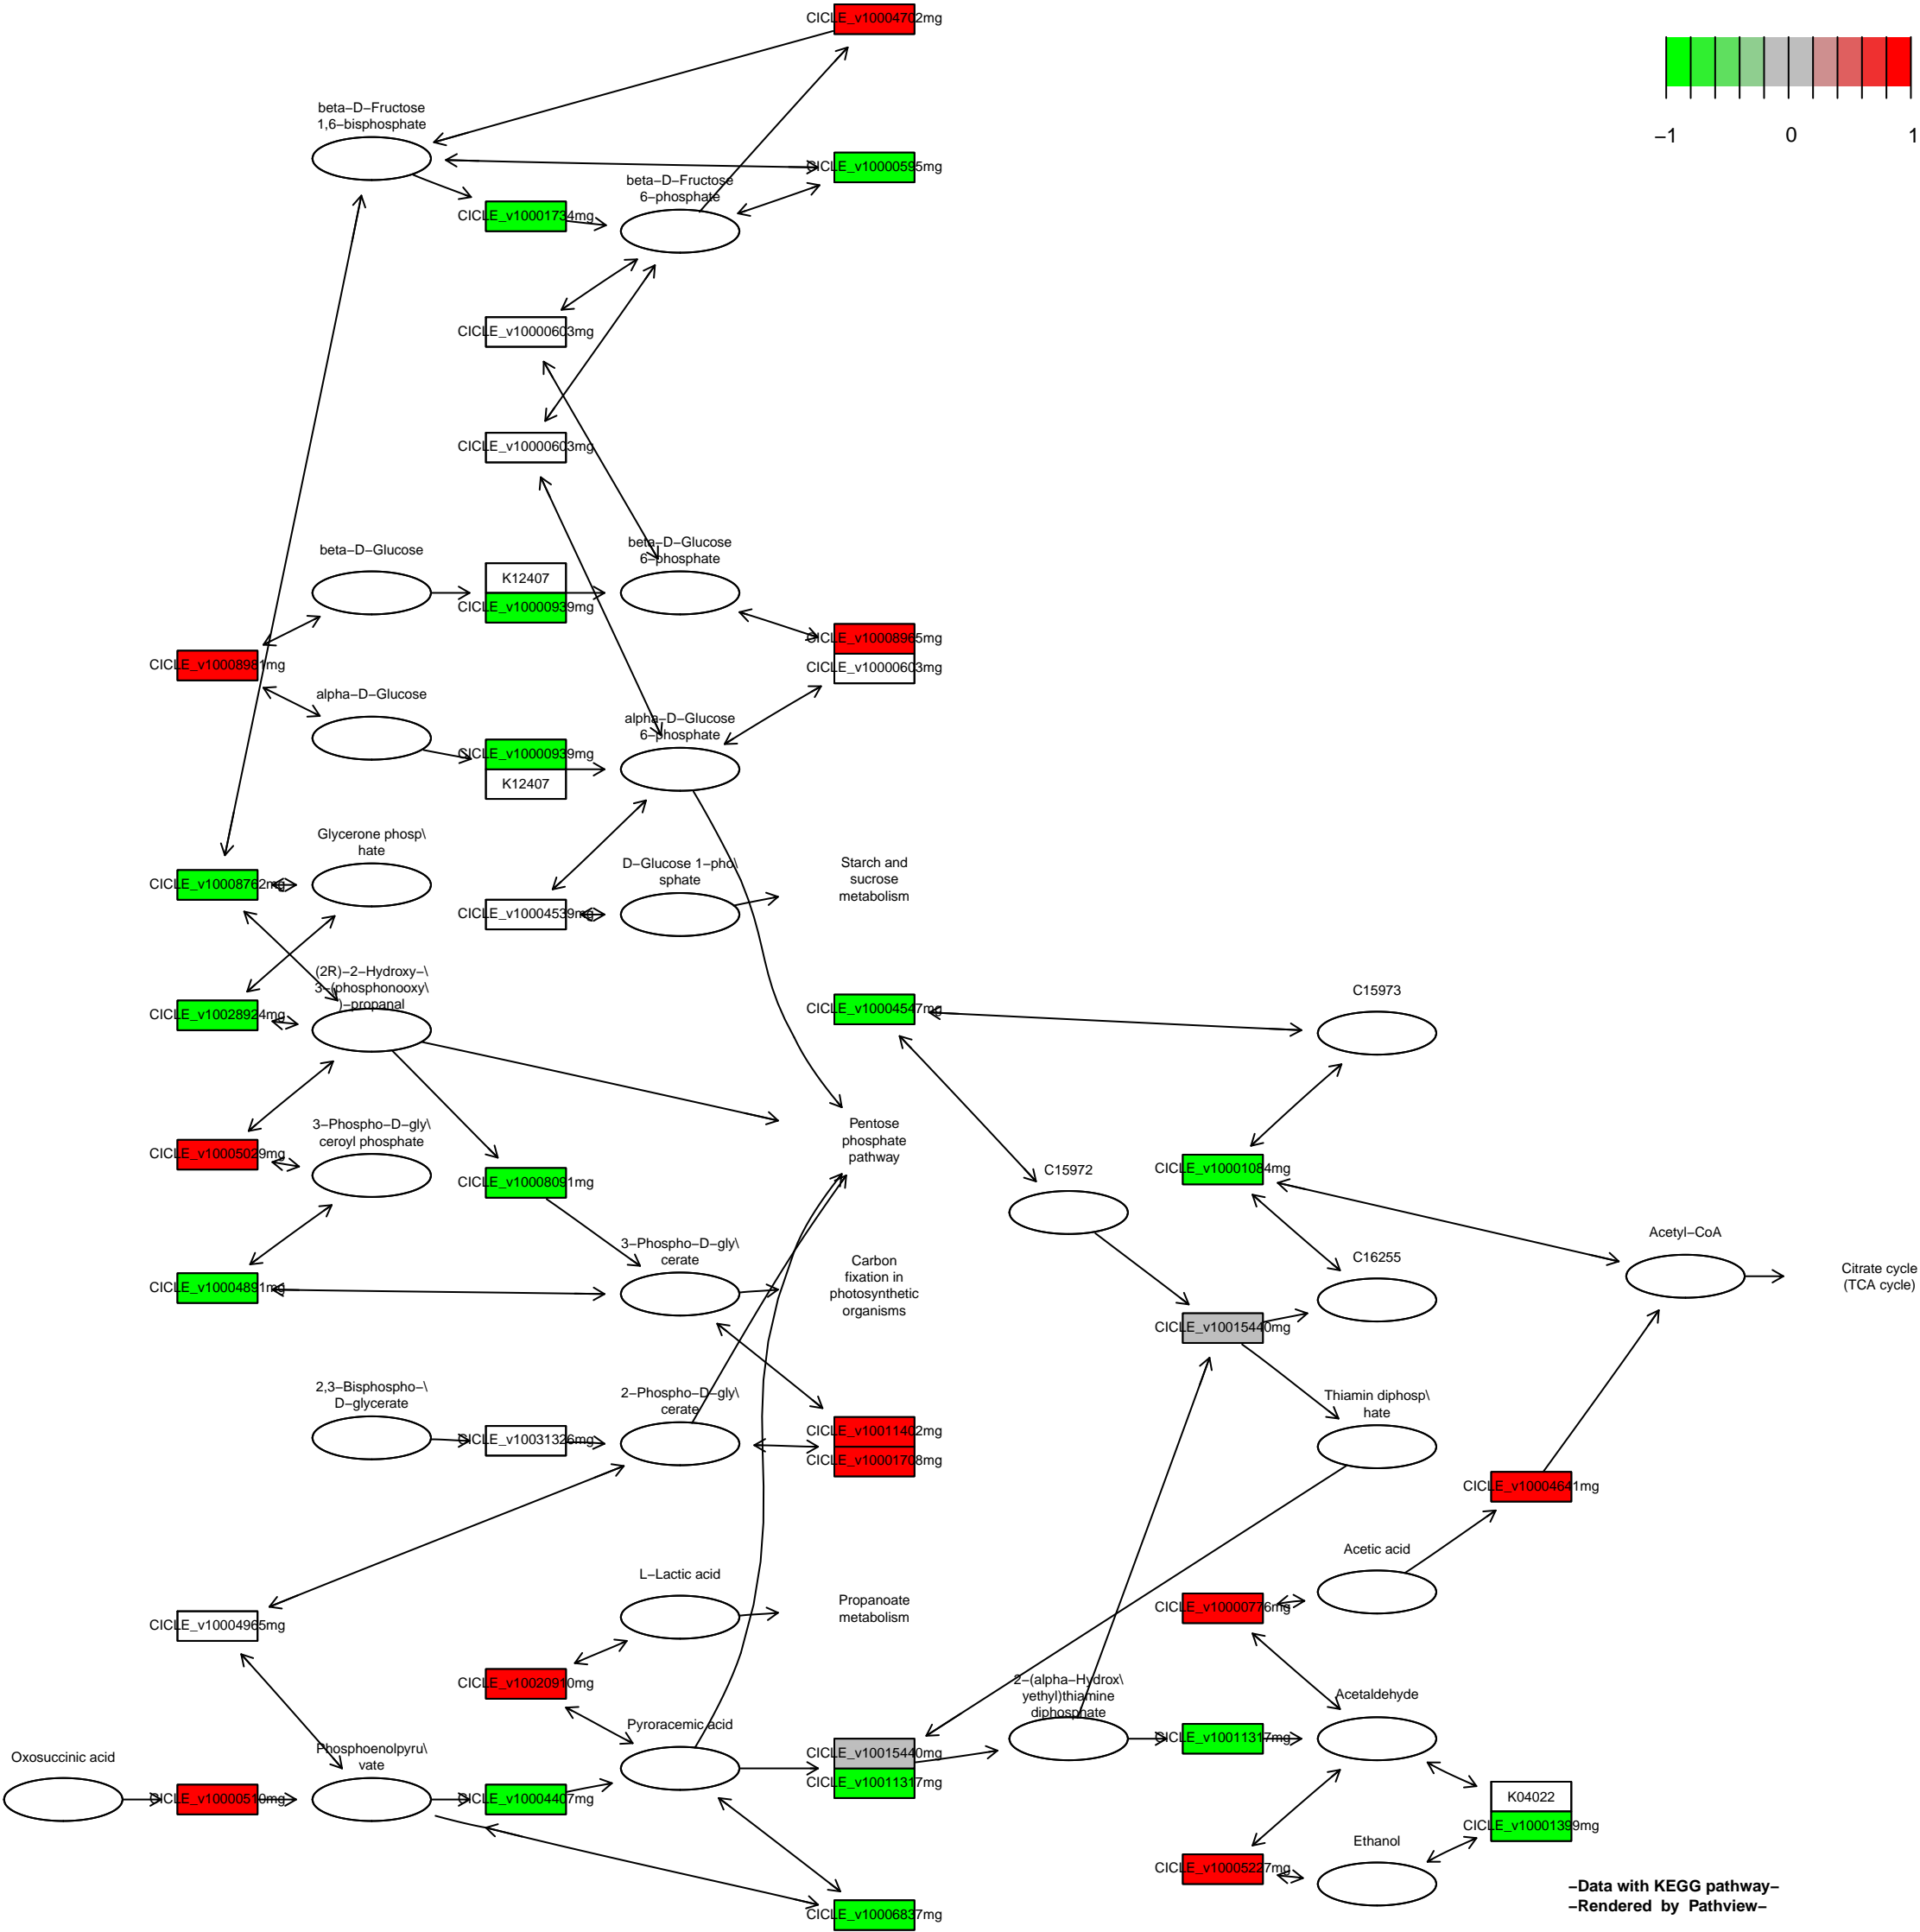 CICLE_v10004702mg
−1 0 1
beta−D−Fructose
1,6−bisphosphate
CICLE_v10000595mg
beta−D−Fructose
6−phosphate
CICLE_v10001734mg
CICLE_v10000603mg
CICLE_v10000603mg
beta−D−Glucose
beta−D−Glucose
6−phosphate
K12407
CICLE_v10000939mg
CICLE_v10008965mg
CICLE_v10000603mg
CICLE_v10008981mg
alpha−D−Glucose
alpha−D−Glucose
6−phosphate
CICLE_v10000939mg
K12407
Glycerone phosp\
hate
D−Glucose 1−pho\
sphate
Starch and
sucrose
metabolism
CICLE_v10008762mg
CICLE_v10004539mg
(2R)−2−Hydroxy−\
3−(phosphonooxy\
)−propanal
CICLE_v10028924mg
CICLE_v10004547mg
C15973
3−Phospho−D−gly\
ceroyl phosphate
CICLE_v10005029mg
CICLE_v10008091mg
Pentose
phosphate
pathway
C15972
CICLE_v10001084mg
Acetyl−CoA
3−Phospho−D−gly\
cerate
Carbon
fixation in
photosynthetic
organisms
C16255
Citrate cycle
(TCA cycle)
CICLE_v10004891mg
CICLE_v10015440mg
2,3−Bisphospho−\
D−glycerate
2−Phospho−D−gly\
cerate
Thiamin diphosp\
hate
CICLE_v10031326mg
CICLE_v10011402mg
CICLE_v10001708mg
CICLE_v10004641mg
Acetic acid
L−Lactic acid
Propanoate
metabolism
CICLE_v10000776mg
CICLE_v10004965mg
CICLE_v10020910mg
2−(alpha−Hydrox\
yethyl)thiamine
diphosphate
Acetaldehyde
Pyroracemic acid
CICLE_v10015440mg
CICLE_v10011317mg
CICLE_v10011317mg
Oxosuccinic acid
Phosphoenolpyru\
vate
CICLE_v10000510mg
CICLE_v10004407mg
K04022
CICLE_v10001399mg
Ethanol
CICLE_v10005227mg
CICLE_v10006837mg
−Data with KEGG pathway−
−Rendered by Pathview−